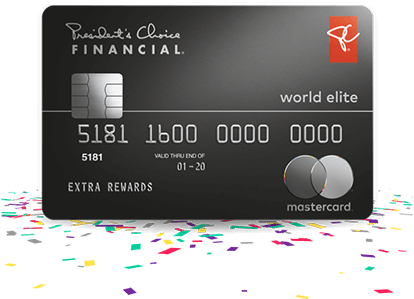 President's Choice
FINANCIAL®
PC
world elite
5181 1600 0000 0000
5181
VALID THRU END OF
01-20
EXTRA REWARDS
mastercard